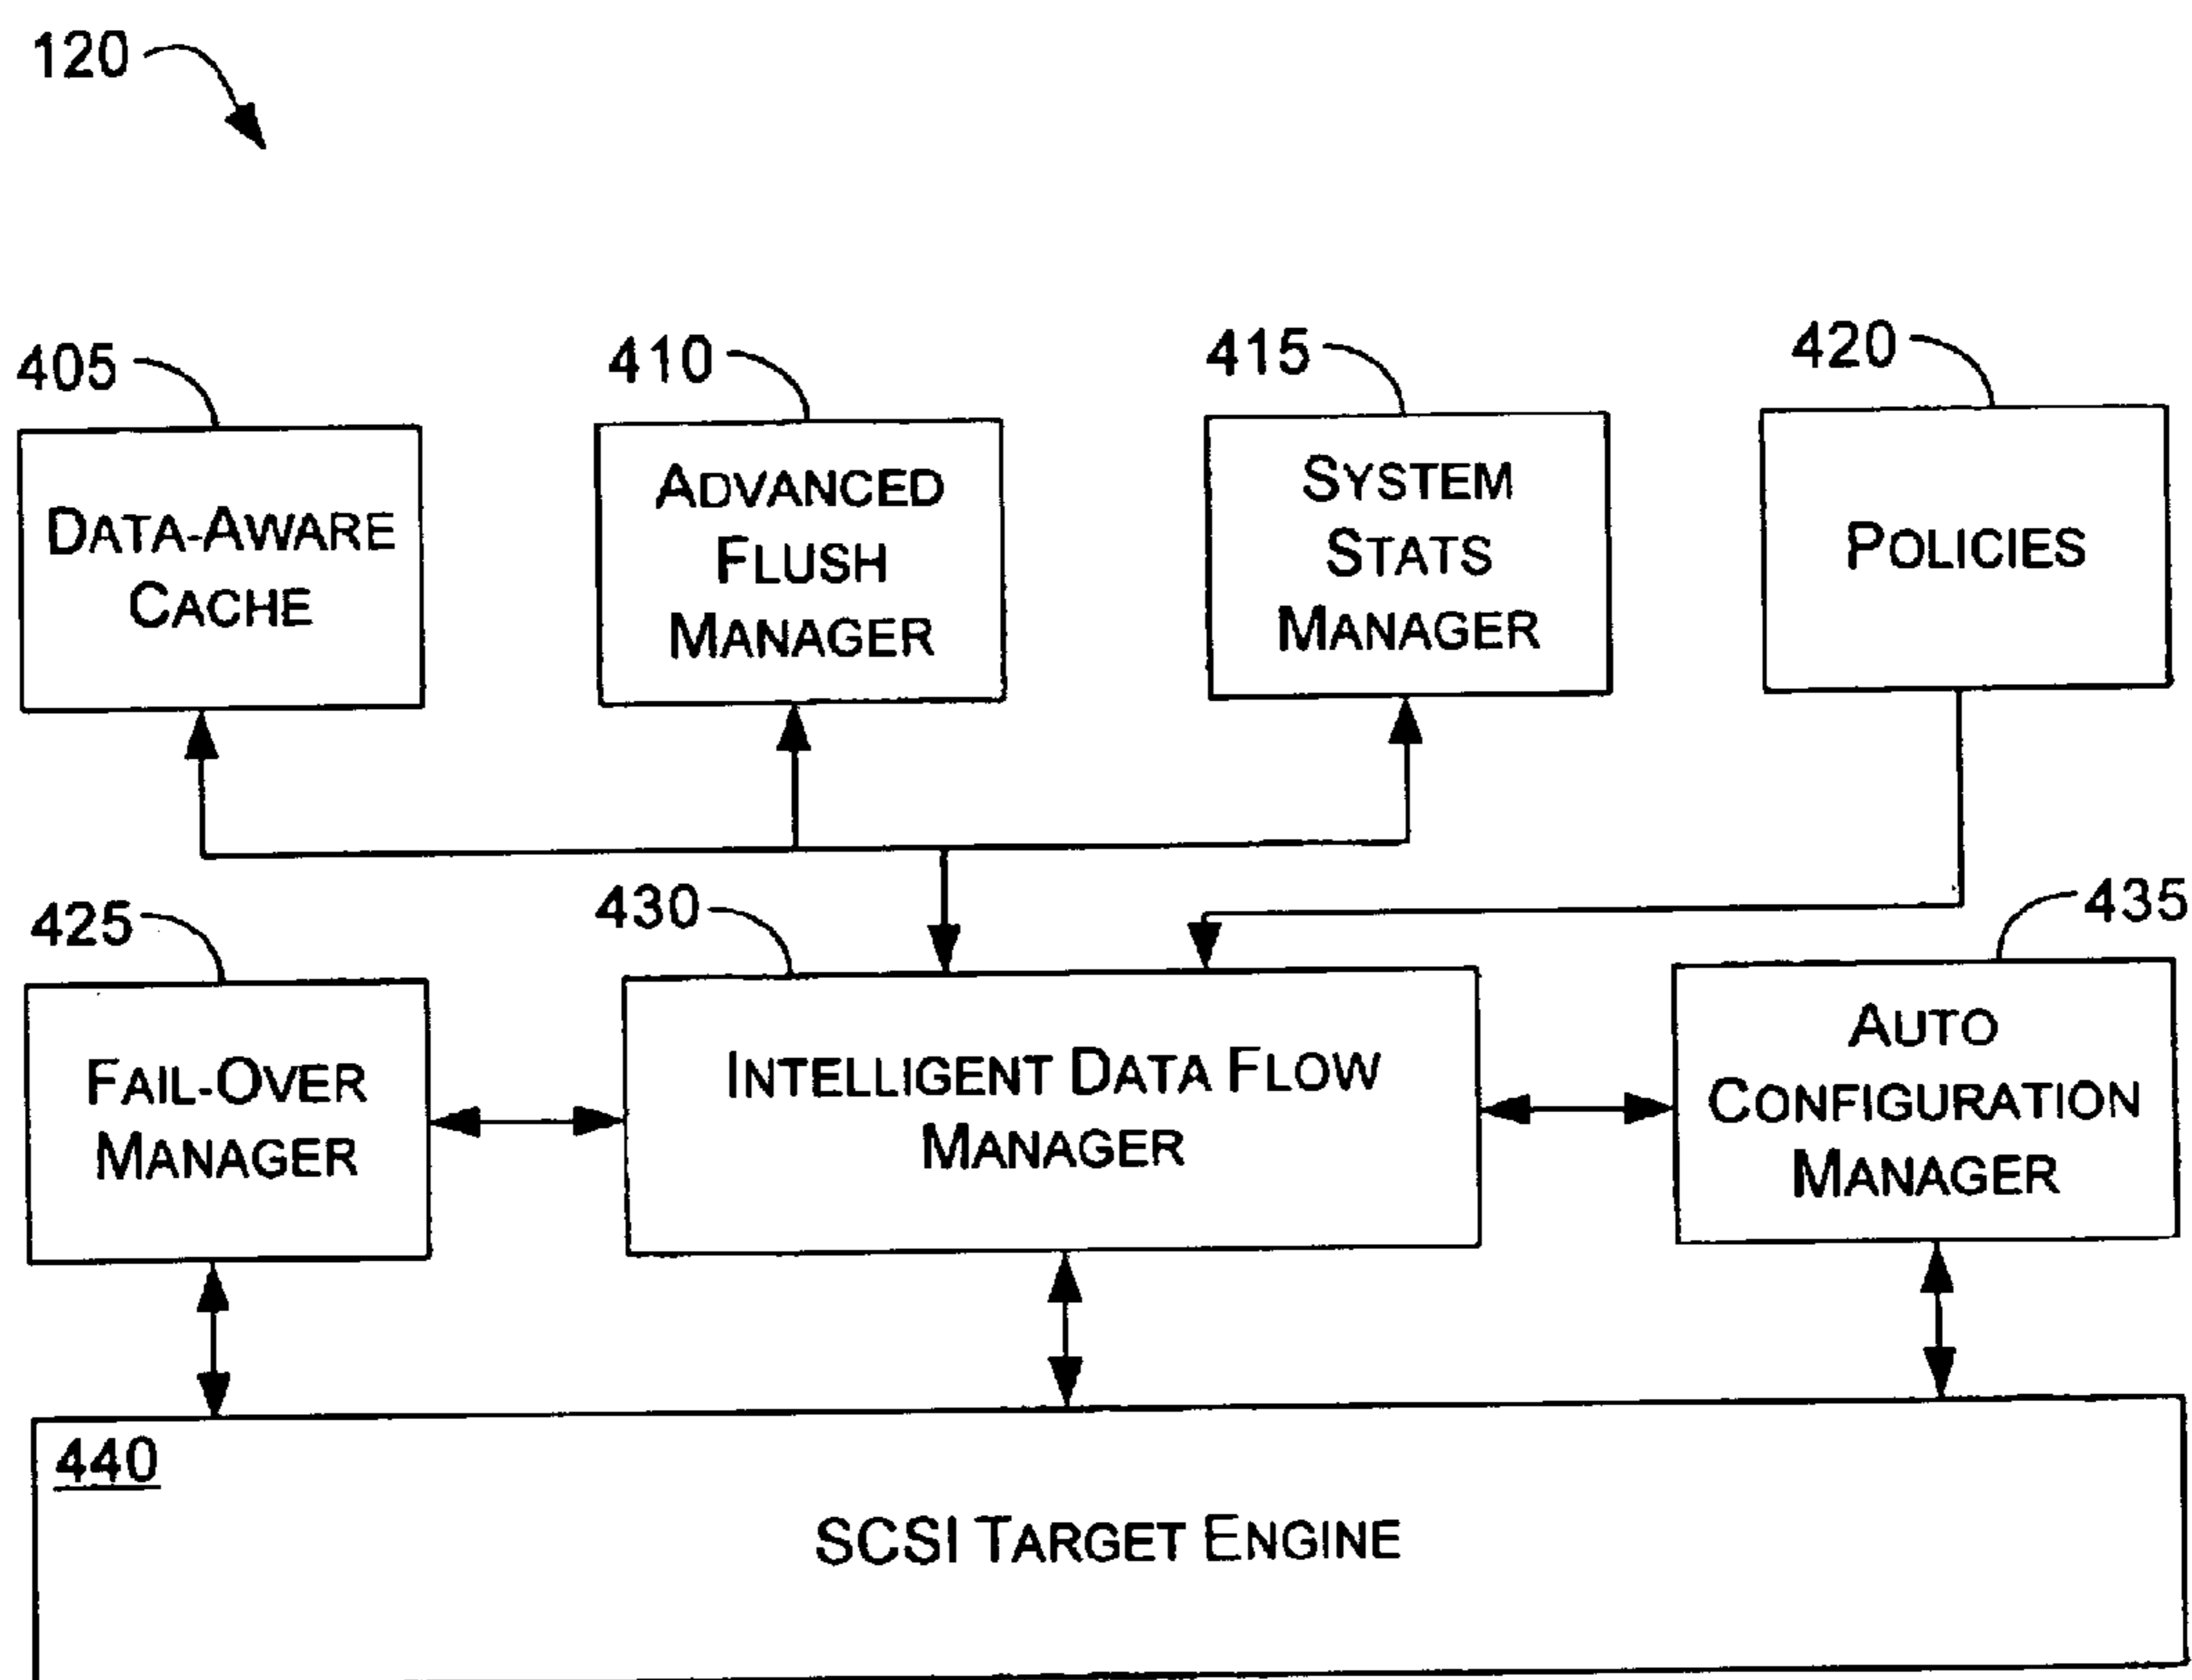 120
405
410
415
420
DATA-AWARE
CACHE
ADVANCED
FLUSH
MANAGER
SYSTEM
STATS
MANAGER
POLICIES
425
430
435
FAIL-OVER
MANAGER
INTELLIGENT DATA FLOW
MANAGER
AUTO
CONFIGURATION
MANAGER
440
SCSI TARGET ENGINE